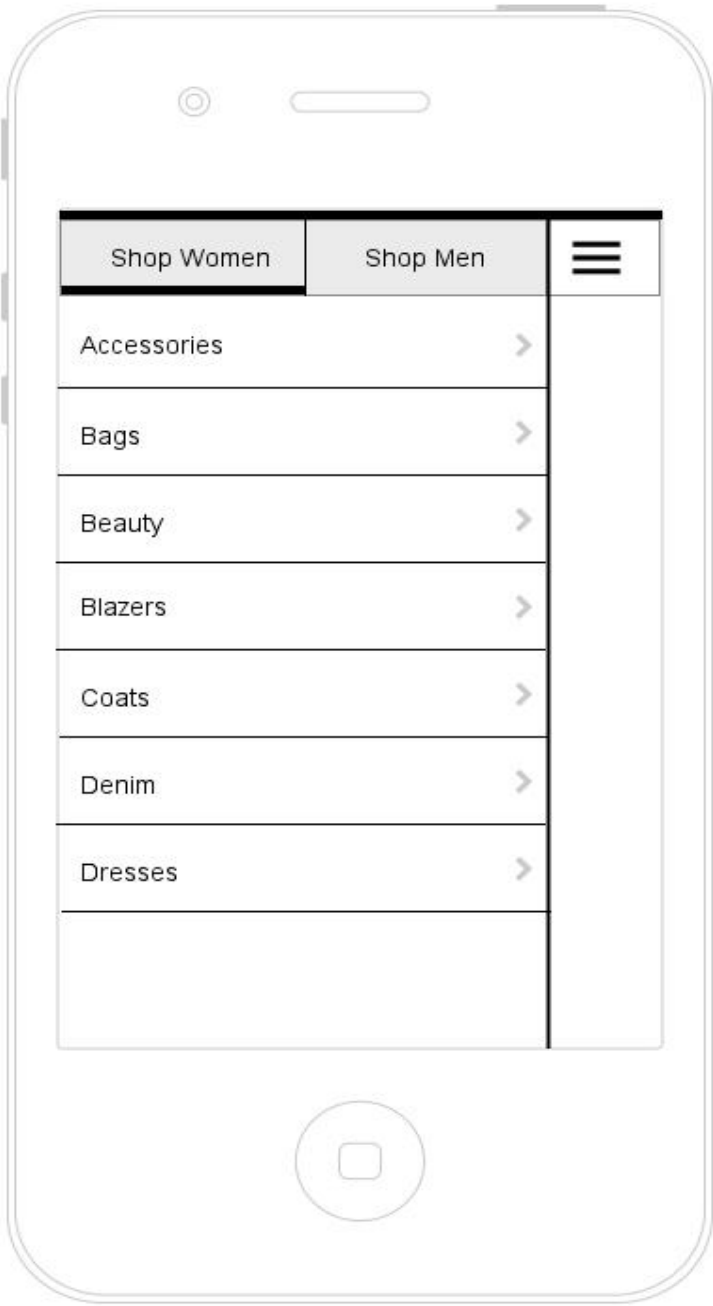 Shop Women Shop Men
Accessories
Bags
Beauty
Blazers
Coats
Denim
Dresses